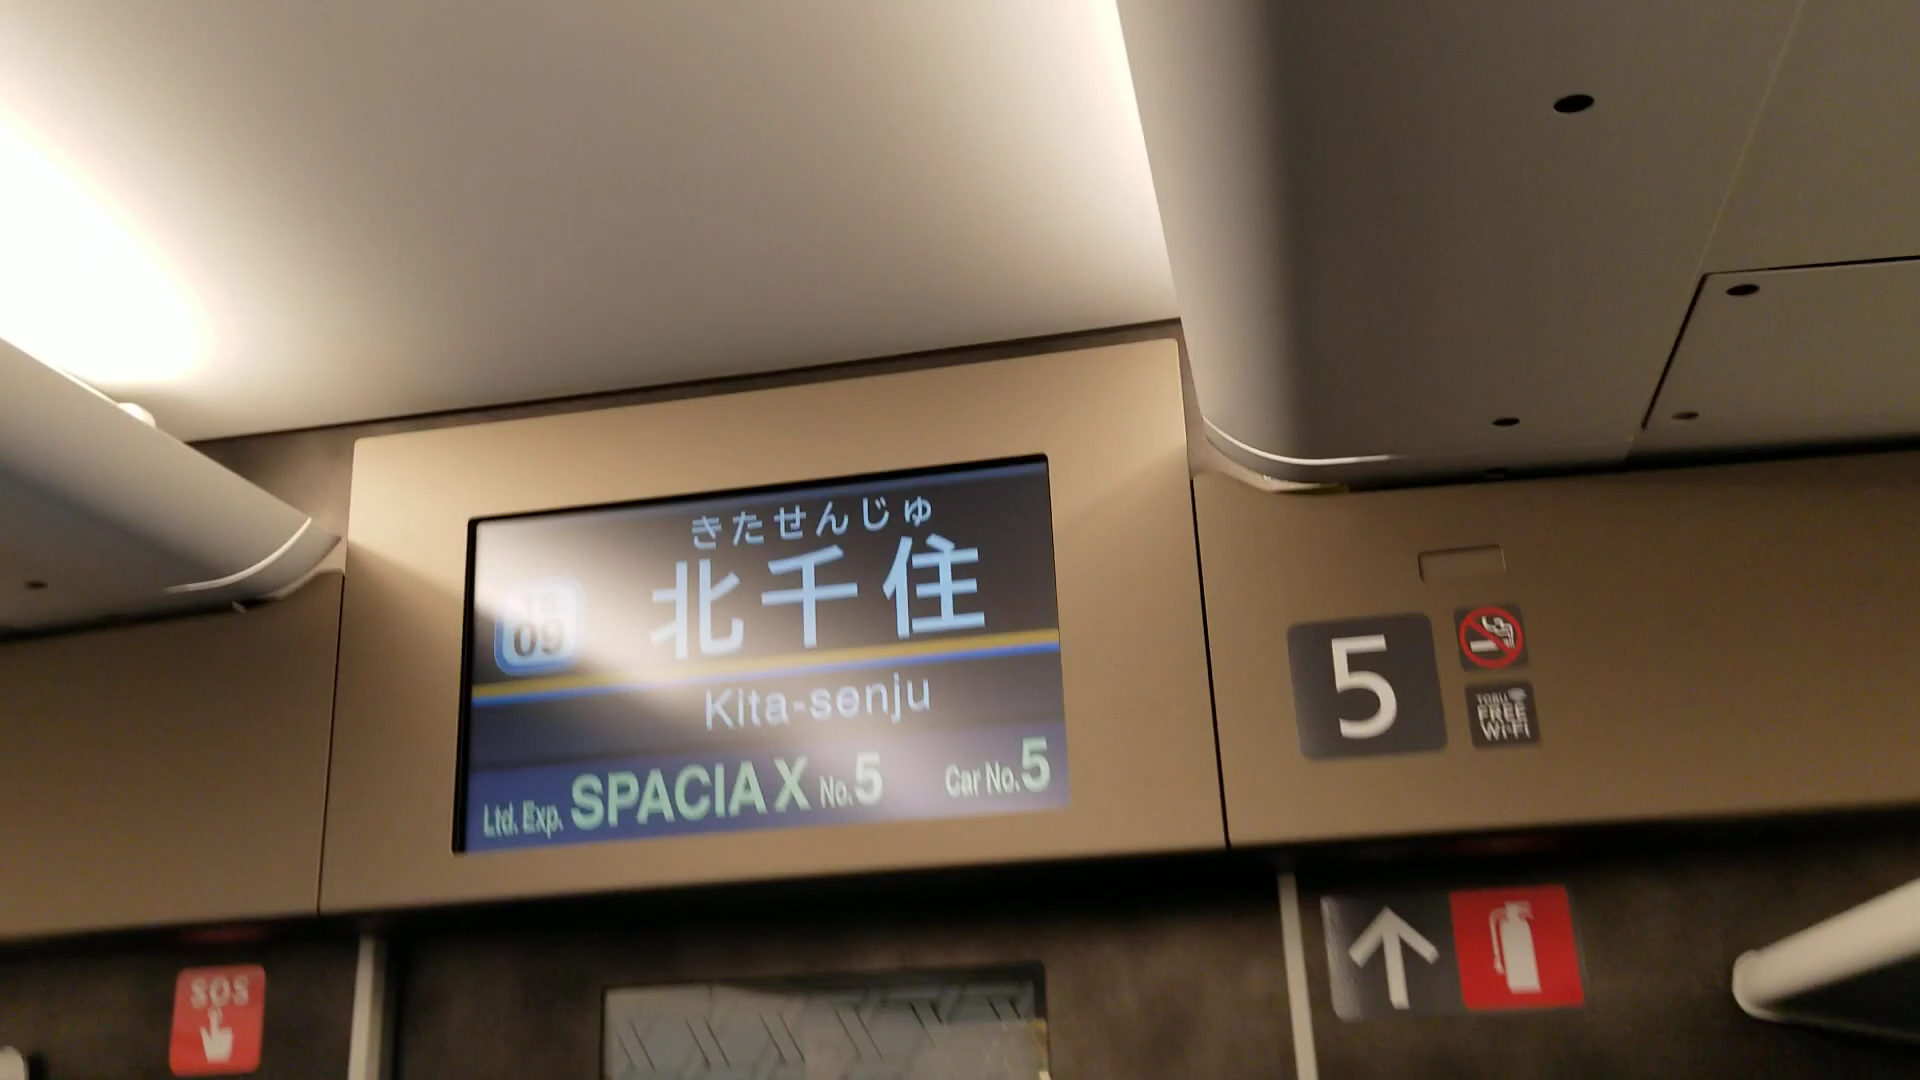 きたせんじゅ
TS
09
北千住
Kita-senju
Ltd. Exp. SPACIA X No. 5 Car No. 5
5
TOBU
FREE
Wi-Fi
SOS